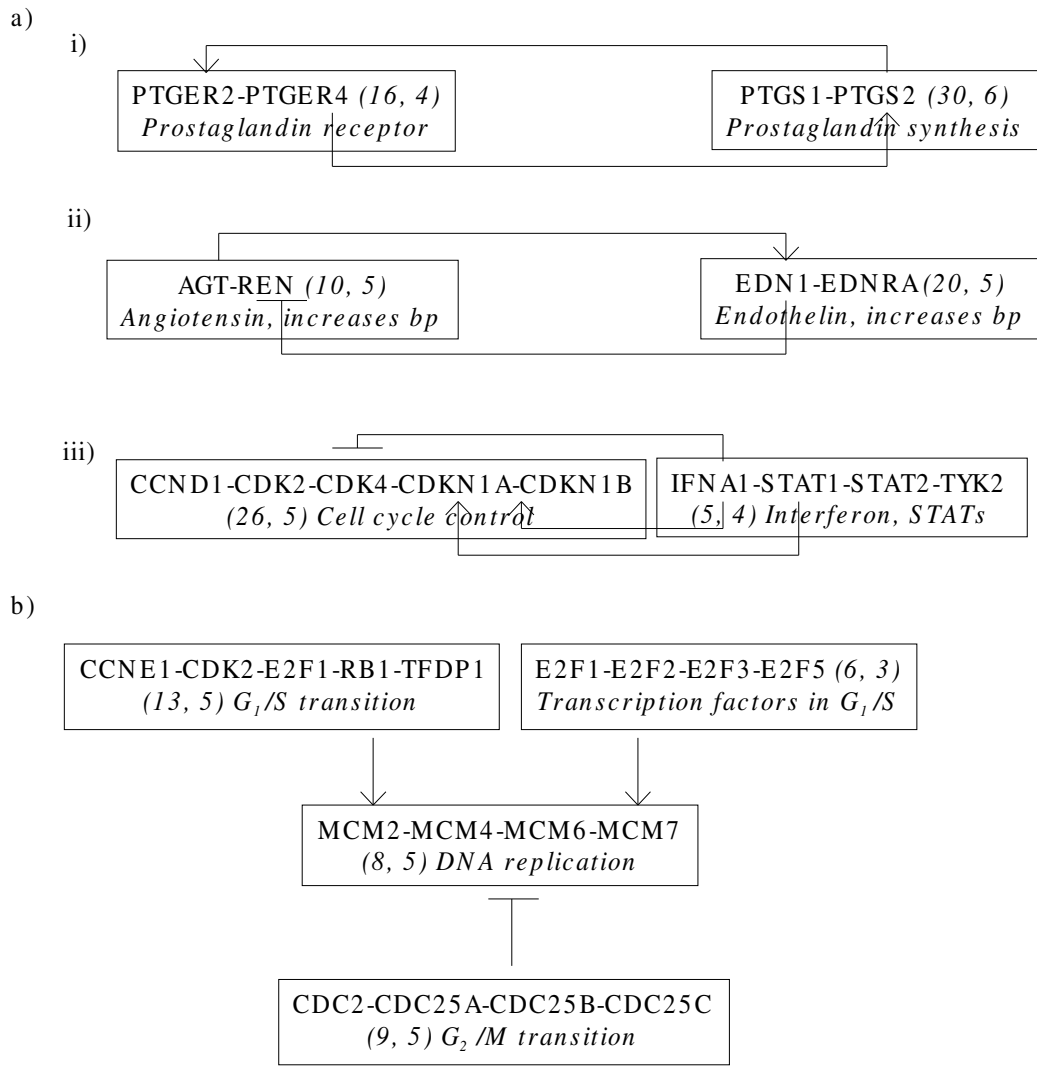 a)
i)
PTGER2-PTGER4 (16, 4)
Prostaglandin receptor
PTGS1-PTGS2 (30, 6)
Prostaglandin synthesis
ii)
AGT-REN (10, 5)
Angiotensin, increases bp
EDN1-EDNRA(20, 5)
Endothelin, increases bp
iii)
CCND1-CDK2-CDK4-CDKN1A-CDKN1B
(26, 5) Cell cycle control
IFNA1-STAT1-STAT2-TYK2
(5, 4) Interferon, STATs
b)
CCNE1-CDK2-E2F1-RB1-TFDP1
(13, 5) G₁/S transition
E2F1-E2F2-E2F3-E2F5 (6, 3)
Transcription factors in G₁/S
MCM2-MCM4-MCM6-MCM7
(8, 5) DNA replication
CDC2-CDC25A-CDC25B-CDC25C
(9, 5) G₂/M transition